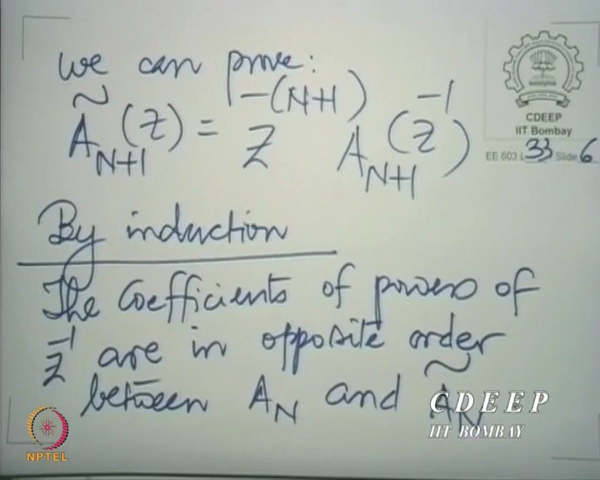 we can prove:
Ã_{N+1}(Z) = Z^{-(N+1)} A_{N+1}(Z^{-1})
By induction
The coefficients of powers of
Z^{-1} are in opposite order
between A_N and Ã_N
CDEEP
IIT Bombay
EE 603 L 33 Slide 6
CDEEP
IIT BOMBAY
NPTEL